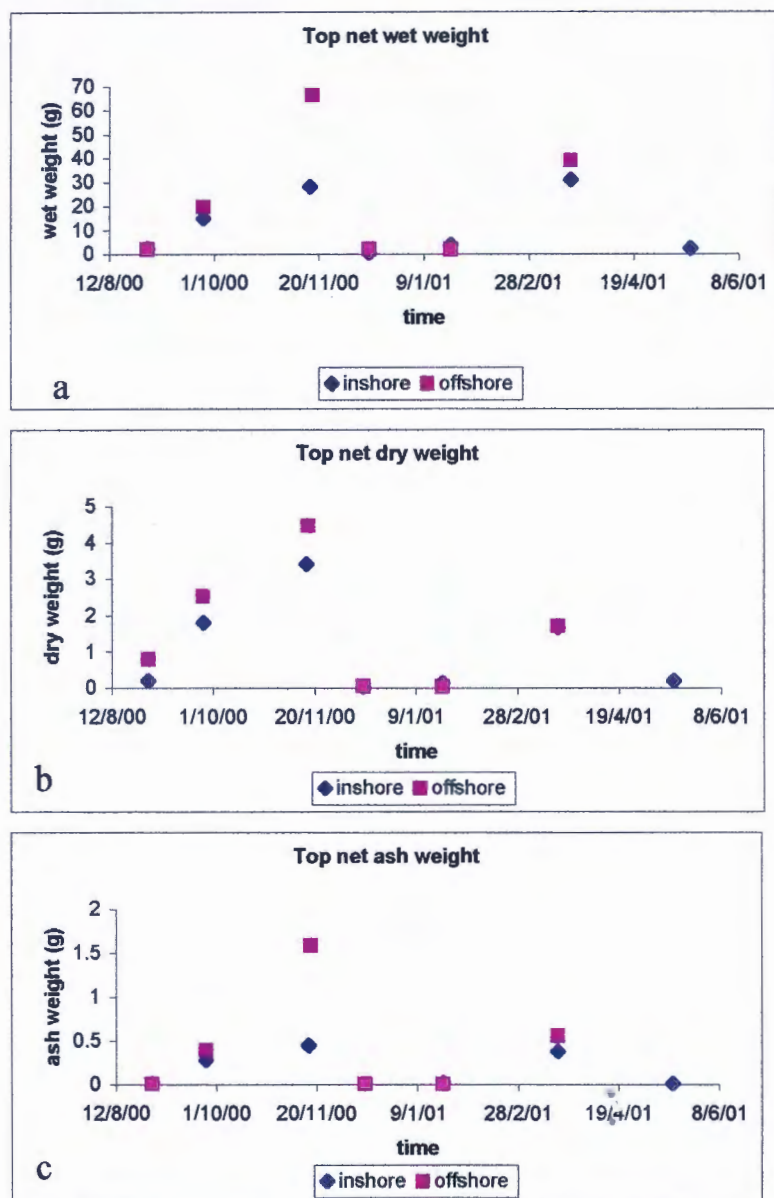 Top net wet weight
70
60
50
40
30
20
10
0
wet weight (g)
12/8/00 1/10/00 20/11/00 9/1/01 28/2/01 19/4/01 8/6/01
time
inshore offshore
a
Top net dry weight
5
4
3
2
1
0
dry weight (g)
12/8/00 1/10/00 20/11/00 9/1/01 28/2/01 19/4/01 8/6/01
time
inshore offshore
b
Top net ash weight
2
1.5
1
0.5
0
ash weight (g)
12/8/00 1/10/00 20/11/00 9/1/01 28/2/01 19/4/01 8/6/01
time
inshore offshore
c